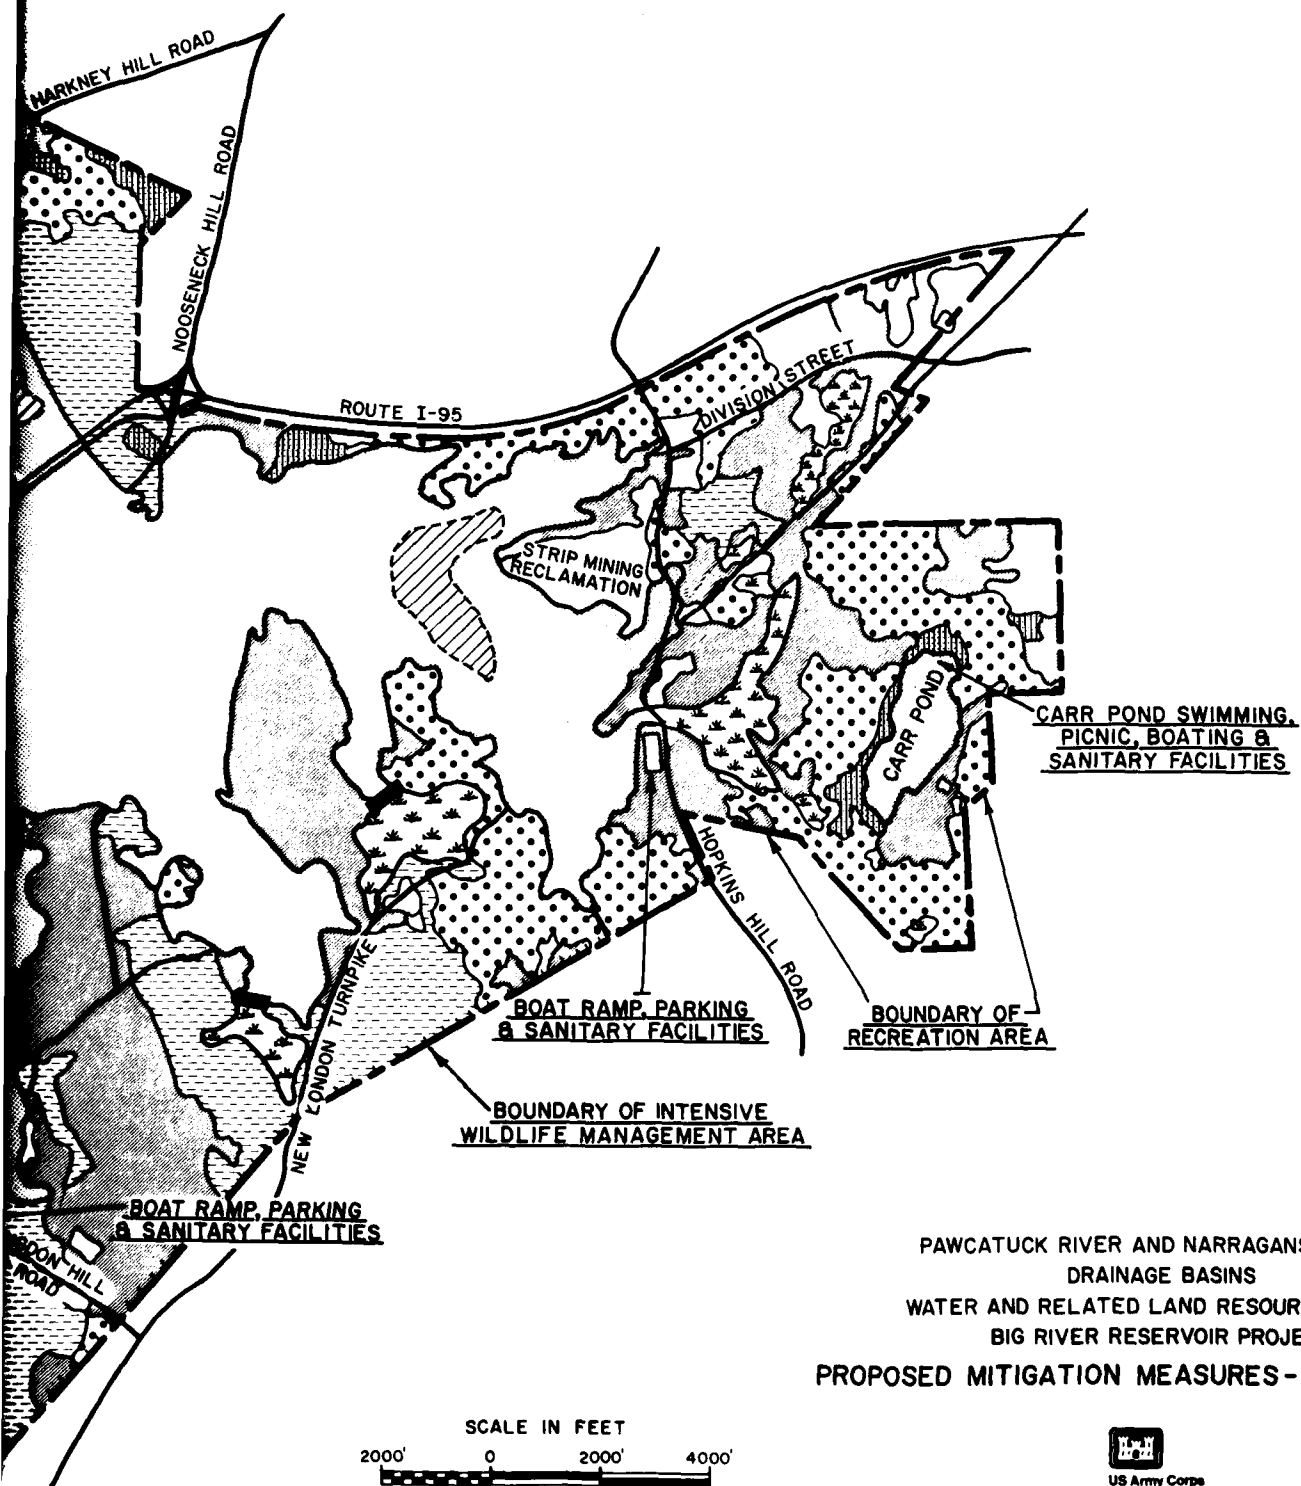 HARKNEY HILL ROAD
NOOSENECK HILL ROAD
ROUTE I-95
DIVISION STREET
STRIP MINING
RECLAMATION
CARR POND
CARR POND SWIMMING,
PICNIC, BOATING &
SANITARY FACILITIES
HOPKINS HILL ROAD
NEW LONDON TURNPIKE
BOAT RAMP, PARKING
& SANITARY FACILITIES
BOUNDARY OF
RECREATION AREA
BOUNDARY OF INTENSIVE
WILDLIFE MANAGEMENT AREA
BOAT RAMP, PARKING
& SANITARY FACILITIES
HILL
ROAD
PAWCATUCK RIVER AND
DRAINAGE BASINS
WATER AND RELATED LAND
BIG RIVER RESERVOIR
PROPOSED MITIGATION MEASURES -
SCALE IN FEET
2000' 0 2000' 4000'
US Army Corps